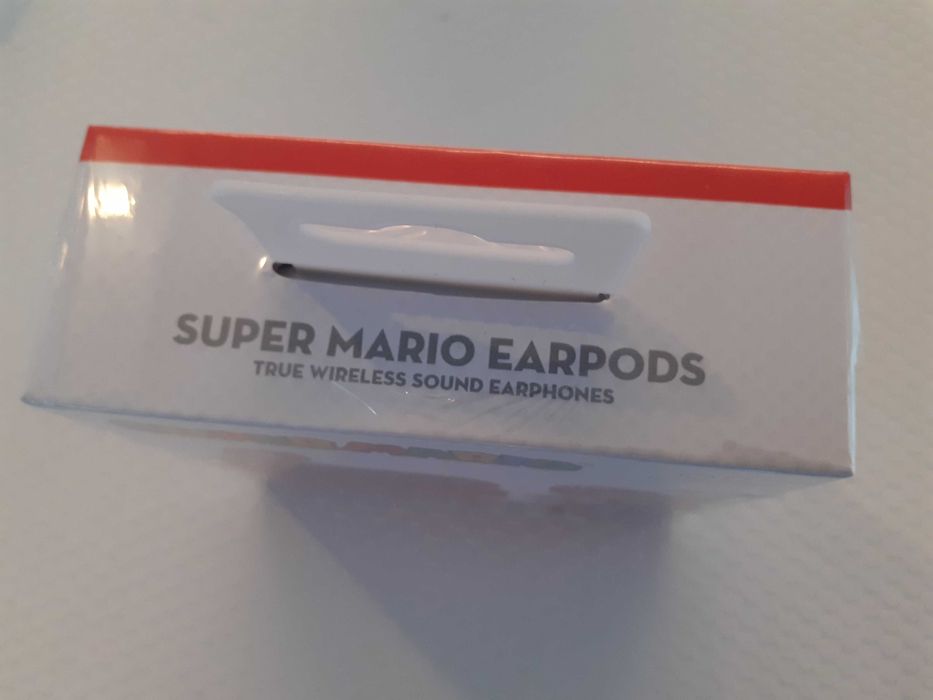 SUPER MARIO EARPODS
TRUE WIRELESS SOUND EARPHONES